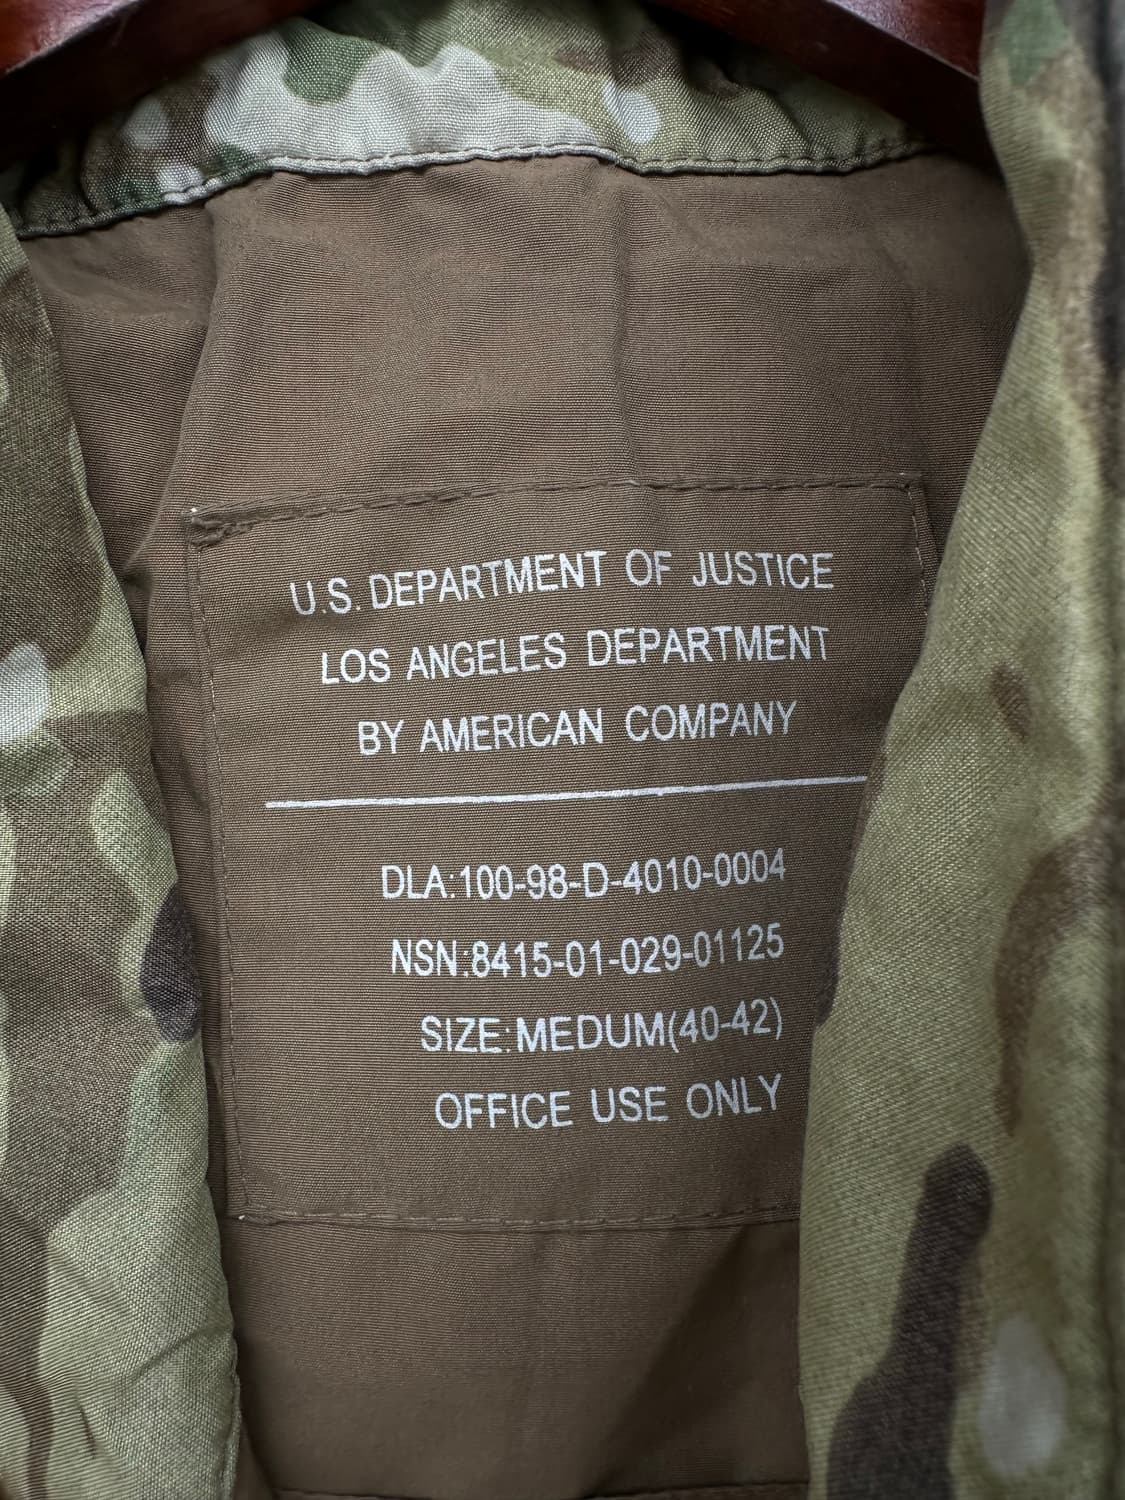 U.S. DEPARTMENT OF JUSTICE
LOS ANGELES DEPARTMENT
BY AMERICAN COMPANY
DLA:100-98-D-4010-0004
NSN:8415-01-029-01125
SIZE:MEDUM(40-42)
OFFICE USE ONLY